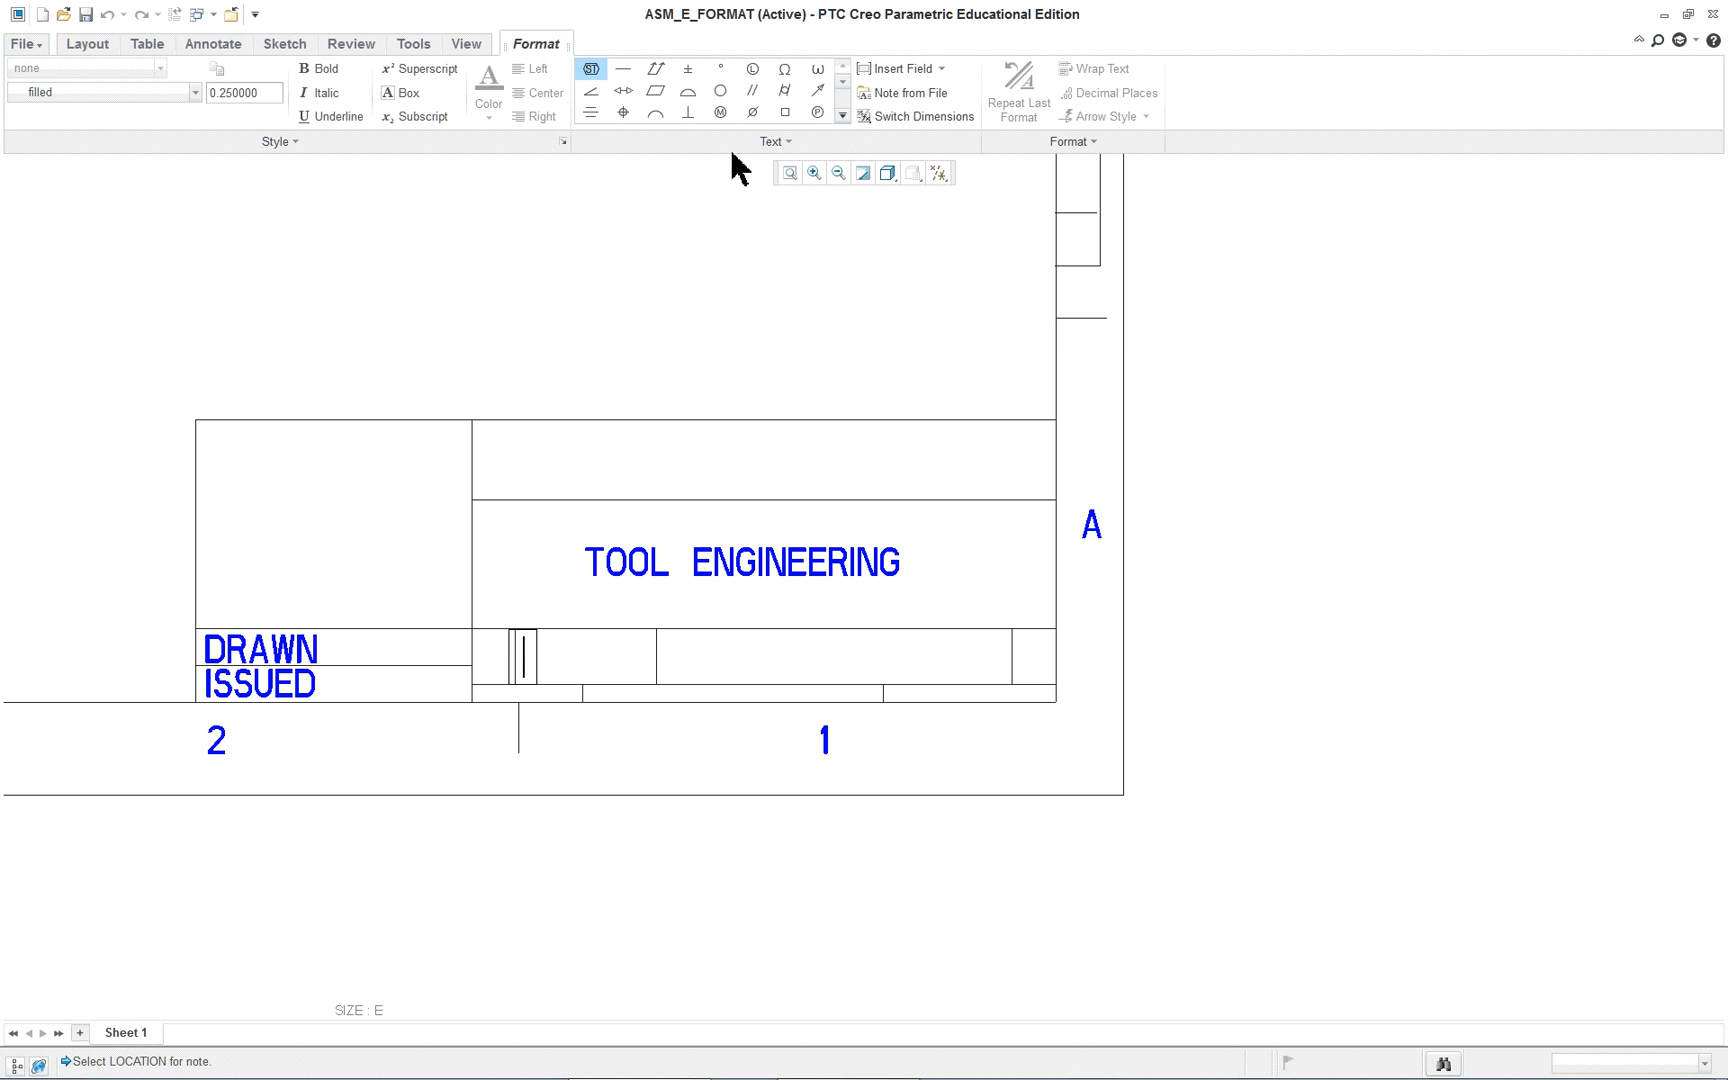 ASM_E_FORMAT (Active) - PTC Creo Parametric Educational Edition
File Layout Table Annotate Sketch Review Tools View Format
none
filled 0.250000
B Bold
I Italic
U Underline
x² Superscript
A Box
x₂ Subscript
A
Color
Left
Center
Right
Insert Field
Note from File
Switch Dimensions
Repeat Last
Format
Wrap Text
Decimal Places
Arrow Style
Style Text Format
TOOL ENGINEERING
A
DRAWN
ISSUED
2 1
SIZE : E
Sheet 1
Select LOCATION for note.